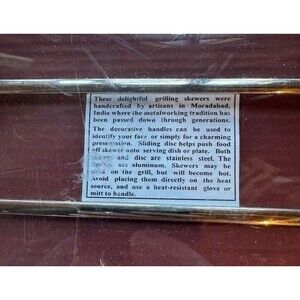 These delightful grilling skewers were
handcrafted by artisans in Moradabad,
India where the metalworking tradition has
been passed down through generations.
The decorative handles can be used to
identify your fare or simply for a charming
presentation. Sliding disc helps push food
off skewer onto serving dish or plate. Both
and disc are stainless steel. The
are aluminum. Skewers may be
on the grill, but will become hot.
Avoid placing them directly on the heat
source, and use a heat-resistant glove or
mitt to handle.